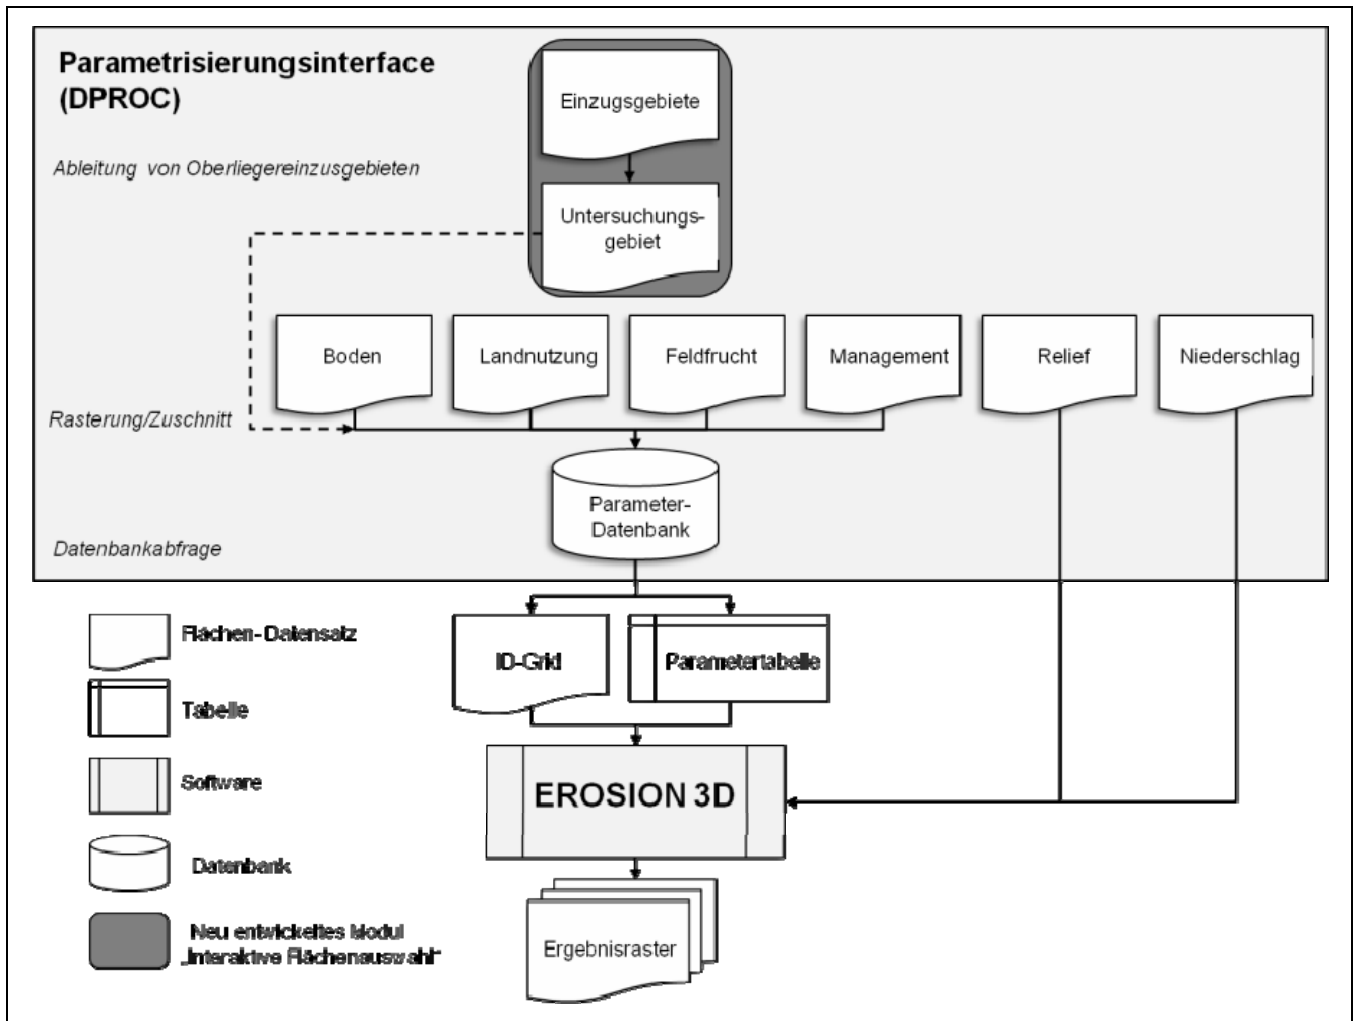 Parametrisierungsinterface
(DPROC)
Einzugsgebiete
Ableitung von Oberliegereinzusgebieten
Untersuchungs-
gebiet
Boden
Landnutzung
Feldfrucht
Management
Relief
Niederschlag
Rasterung/Zuschnitt
Parameter-
Datenbank
Datenbankabfrage
Flächen-Datensatz
ID-Grid
Parametertabelle
Tabelle
Software
EROSION 3D
Datenbank
Neu entwickeltes Modul
„Interaktive Flächenauswahl“
Ergebnisraster